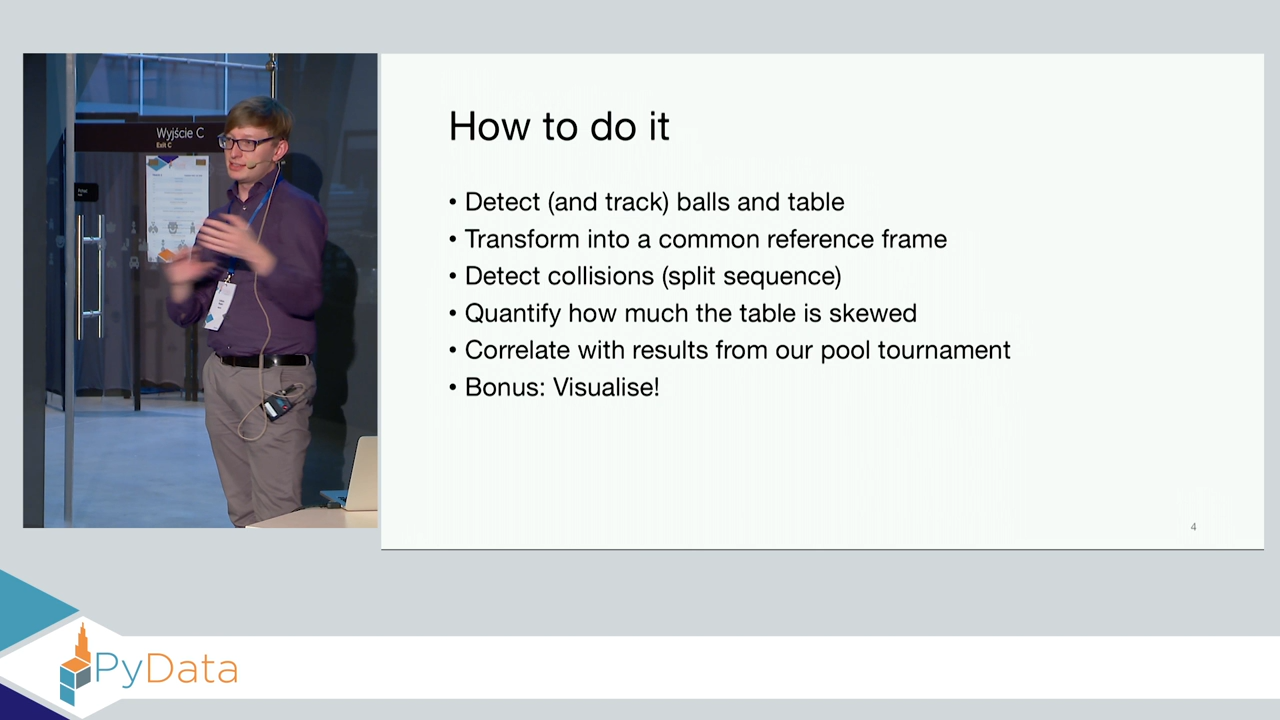 Wyjście C
Exit C
How to do it
• Detect (and track) balls and table
• Transform into a common reference frame
• Detect collisions (split sequence)
• Quantify how much the table is skewed
• Correlate with results from our pool tournament
• Bonus: Visualise!
4
PyData